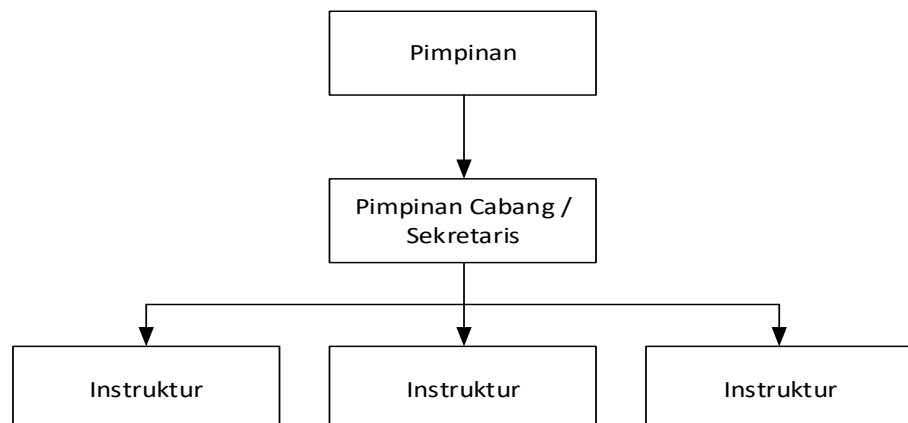 Pimpinan
Pimpinan Cabang /
Sekretaris
Instruktur
Instruktur
Instruktur